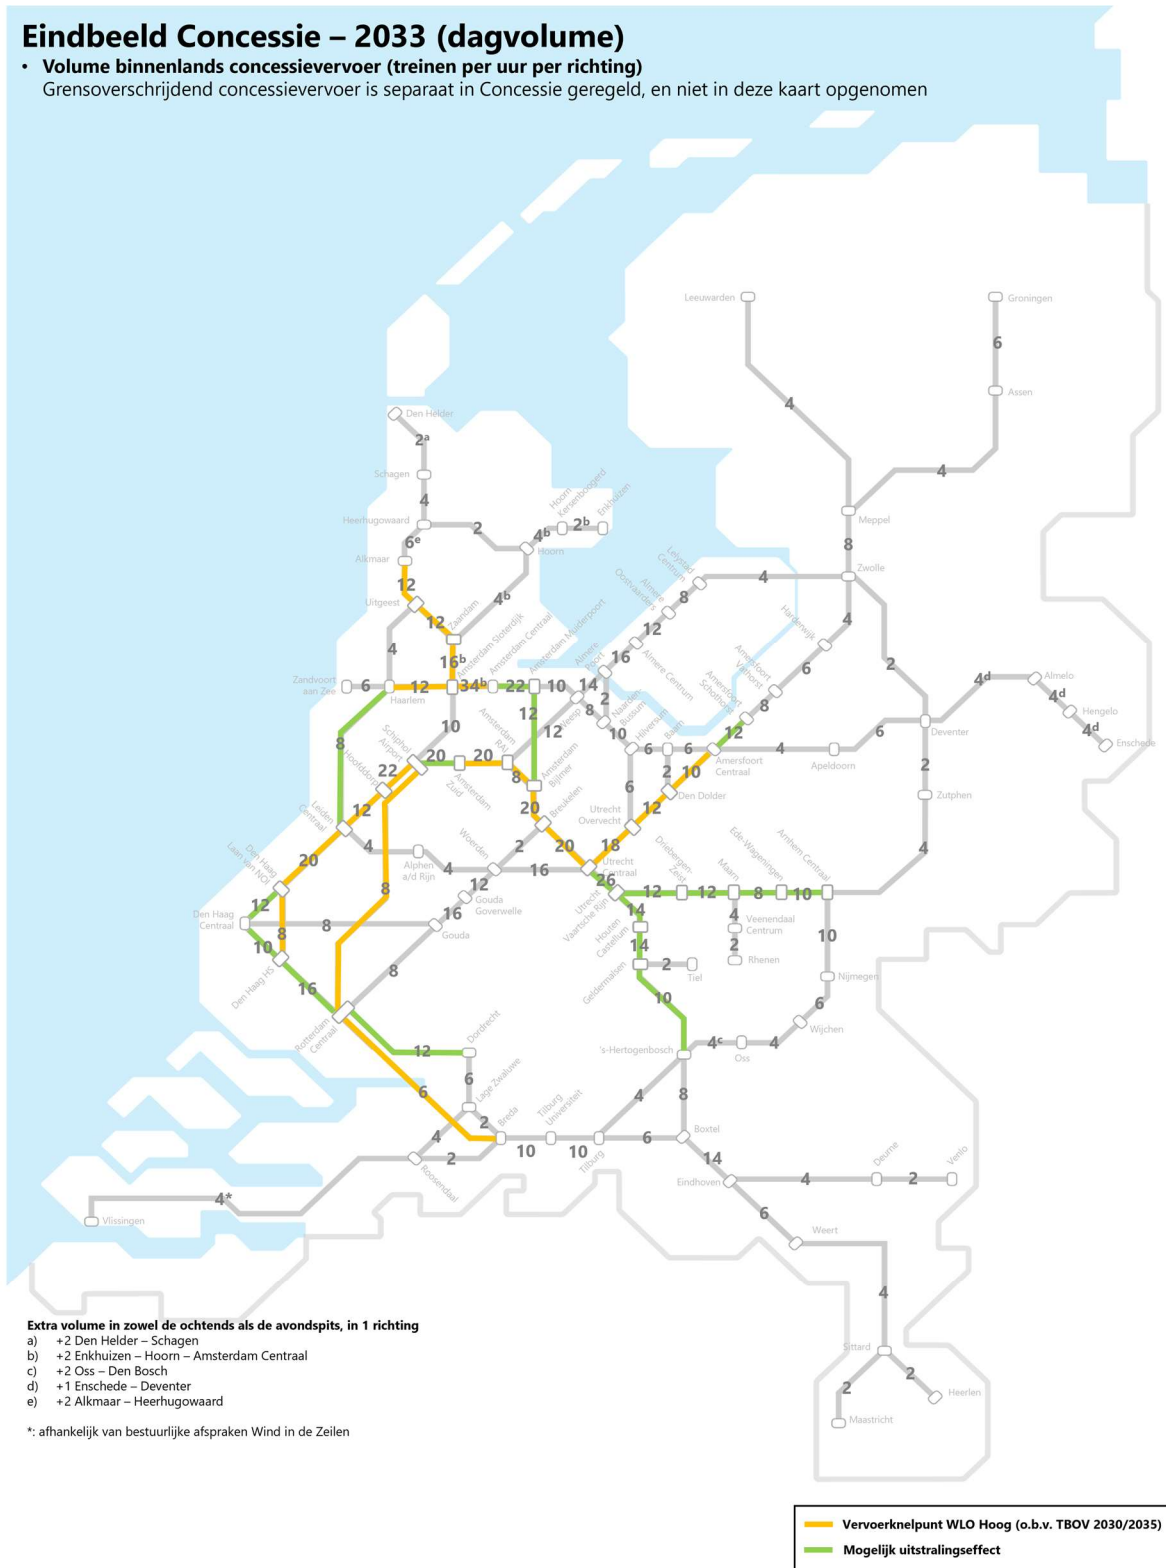 Eindbeeld Concessie – 2033 (dagvolume)
• Volume binnenlands concessievervoer (treinen per uur per richting)
Grensoverschrijdend concessievervoer is separaat in Concessie geregeld, en niet in deze kaart opgenomen
Leeuwarden
Groningen
6
Assen
4
4
Meppel
8
Zwolle
Den Helder
2a
Schagen
4
Heerhugowaard
6e
2
Hoorn
4b
Hoorn
Kersenboogerd
2b
Enkhuizen
Alkmaar
12
Uitgeest
12
Zaandam
4b
16b
4
Zandvoort
aan Zee
6
Haarlem
12
Amsterdam Sloterdijk
34b
Amsterdam Centraal
22
Amsterdam Muiderpoort
10
12
Weesp
12
14
Almere
Poort
2
8
Naarden-
Bussum
10
16
Almere Centrum
12
Almere
Oostvaarders
8
Lelystad
Centrum
4
4
Harderwijk
6
Amersfoort
Vathorst
8
Amersfoort
Schothorst
12
Amersfoort
Centraal
Hilversum
6
Baarn
6
2
10
Den Dolder
6
12
Utrecht
Overvecht
18
4
Apeldoorn
6
Deventer
2
4d
Almelo
4d
Hengelo
4d
Enschede
2
Zutphen
4
10
Schiphol
Airport
20
Amsterdam
Zuid
20
Amsterdam
RAI
8
Amsterdam
Bijlmer
20
Breukelen
20
Utrecht
Centraal
8
Hoofddorp
22
12
Leiden
Centraal
4
Alphen
a/d Rijn
4
Woerden
2
16
12
Gouda
Goverwelle
16
Gouda
8
20
Den Haag
Laan van NOI
12
8
Den Haag
Centraal
8
10
Den Haag HS
16
Rotterdam
Centraal
8
12
Dordrecht
6
Lage Zwaluwe
6
2
Breda
4
2
Roosendaal
4*
Vlissingen
26
Utrecht
Vaartsche Rijn
12
Driebergen-
Zeist
12
Maarn
8
Ede-Wageningen
10
Arnhem Centraal
4
Veenendaal
Centrum
2
Rhenen
14
Houten
Castellum
14
Geldermalsen
2
Tiel
10
's-Hertogenbosch
4c
Oss
4
Wijchen
6
Nijmegen
10
10
Tilburg
Universiteit
10
Tilburg
4
6
8
Boxtel
14
Eindhoven
4
Deurne
2
Venlo
6
Weert
4
Sittard
2
Heerlen
2
Maastricht
Extra volume in zowel de ochtends als de avondspits, in 1 richting
a) +2 Den Helder – Schagen
b) +2 Enkhuizen – Hoorn – Amsterdam Centraal
c) +2 Oss – Den Bosch
d) +1 Enschede – Deventer
e) +2 Alkmaar – Heerhugowaard
*: afhankelijk van bestuurlijke afspraken Wind in de Zeilen
Vervoerknelpunt WLO Hoog (o.b.v. TBOV 2030/2035)
Mogelijk uitstralingseffect